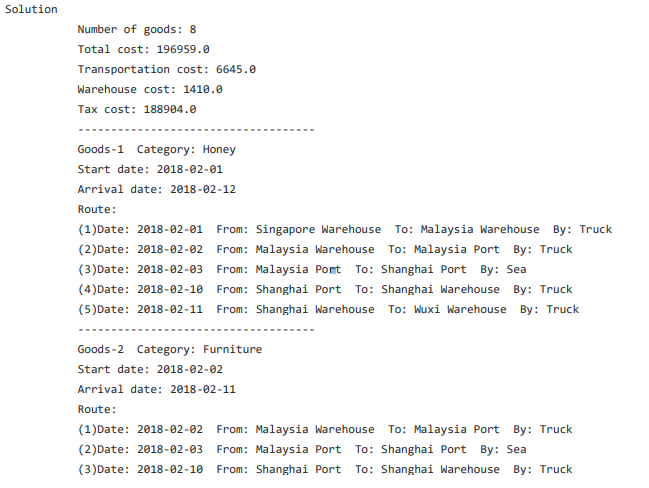 Solution
Number of goods: 8
Total cost: 196959.0
Transportation cost: 6645.0
Warehouse cost: 1410.0
Tax cost: 188904.0
------------------------------------
Goods-1  Category: Honey
Start date: 2018-02-01
Arrival date: 2018-02-12
Route:
(1)Date: 2018-02-01  From: Singapore Warehouse  To: Malaysia Warehouse  By: Truck
(2)Date: 2018-02-02  From: Malaysia Warehouse  To: Malaysia Port  By: Truck
(3)Date: 2018-02-03  From: Malaysia Port  To: Shanghai Port  By: Sea
(4)Date: 2018-02-10  From: Shanghai Port  To: Shanghai Warehouse  By: Truck
(5)Date: 2018-02-11  From: Shanghai Warehouse  To: Wuxi Warehouse  By: Truck
------------------------------------
Goods-2  Category: Furniture
Start date: 2018-02-02
Arrival date: 2018-02-11
Route:
(1)Date: 2018-02-02  From: Malaysia Warehouse  To: Malaysia Port  By: Truck
(2)Date: 2018-02-03  From: Malaysia Port  To: Shanghai Port  By: Sea
(3)Date: 2018-02-10  From: Shanghai Port  To: Shanghai Warehouse  By: Truck